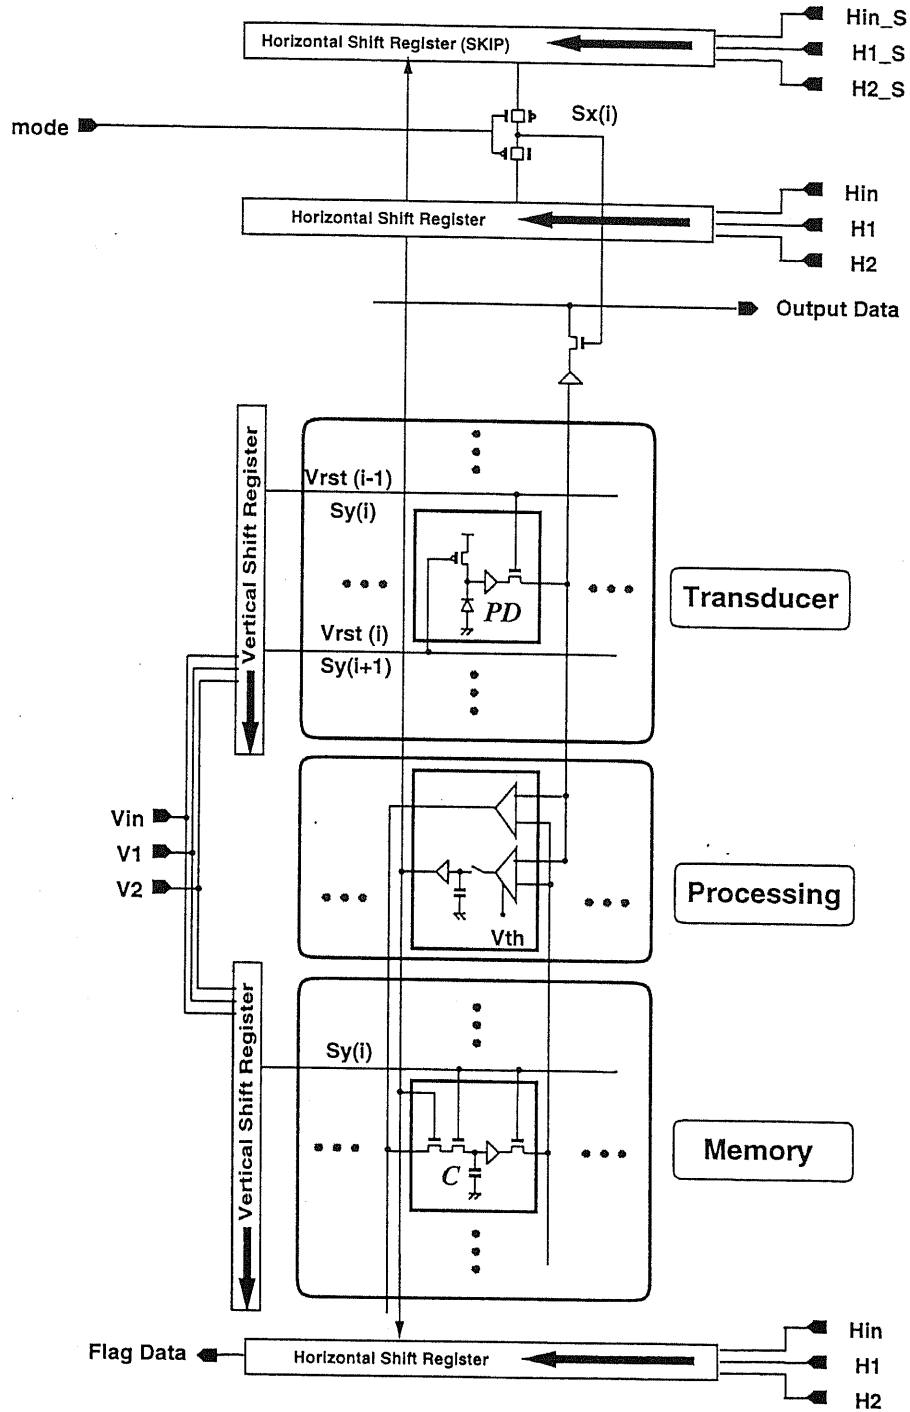 Hin_S
Horizontal Shift Register (SKIP)
H1_S
H2_S
Sx(i)
mode
Hin
Horizontal Shift Register
H1
H2
Output Data
Vertical Shift Register
Vrst (i-1)
Sy(i)
PD
Transducer
Vrst (i)
Sy(i+1)
Vin
V1
V2
Processing
Vth
Vertical Shift Register
Sy(i)
C
Memory
Hin
Flag Data
Horizontal Shift Register
H1
H2